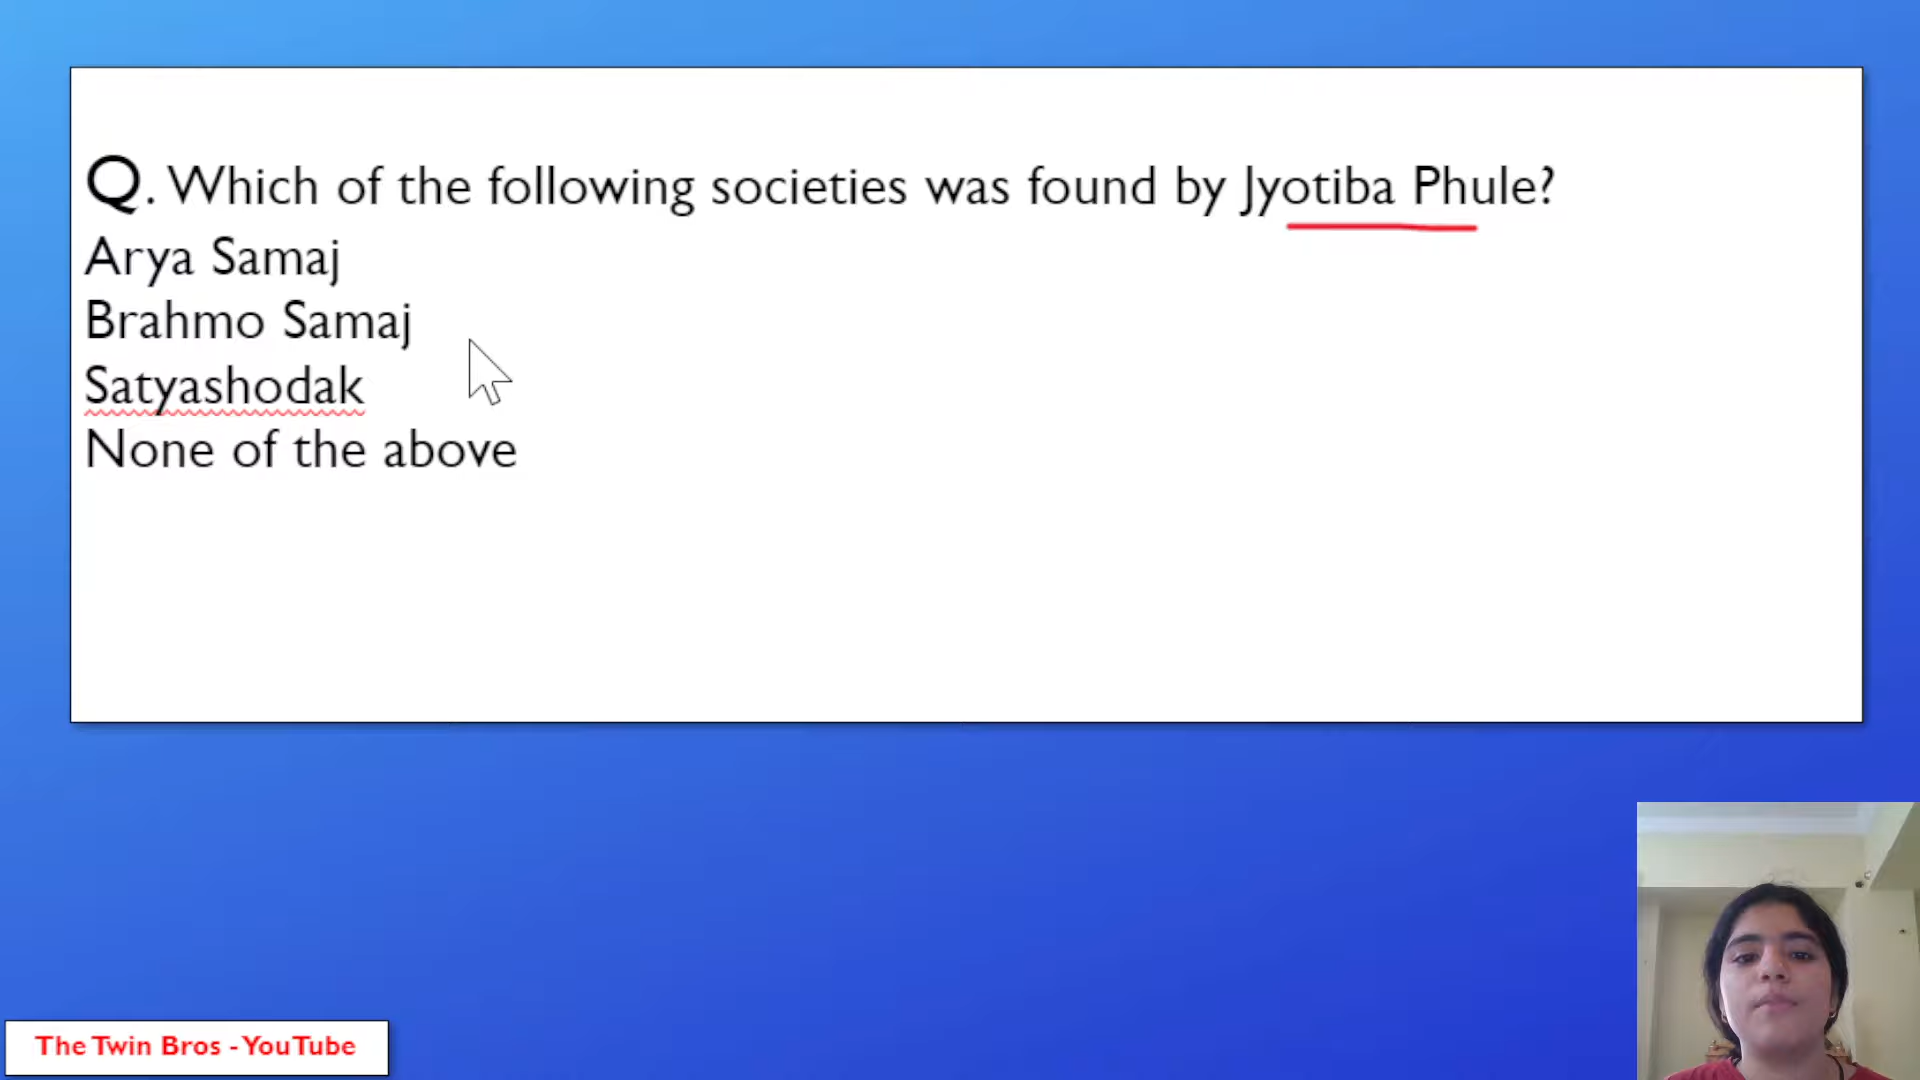 Q. Which of the following societies was found by Jyotiba Phule?
Arya Samaj
Brahmo Samaj
Satyashodak
None of the above
The Twin Bros - YouTube